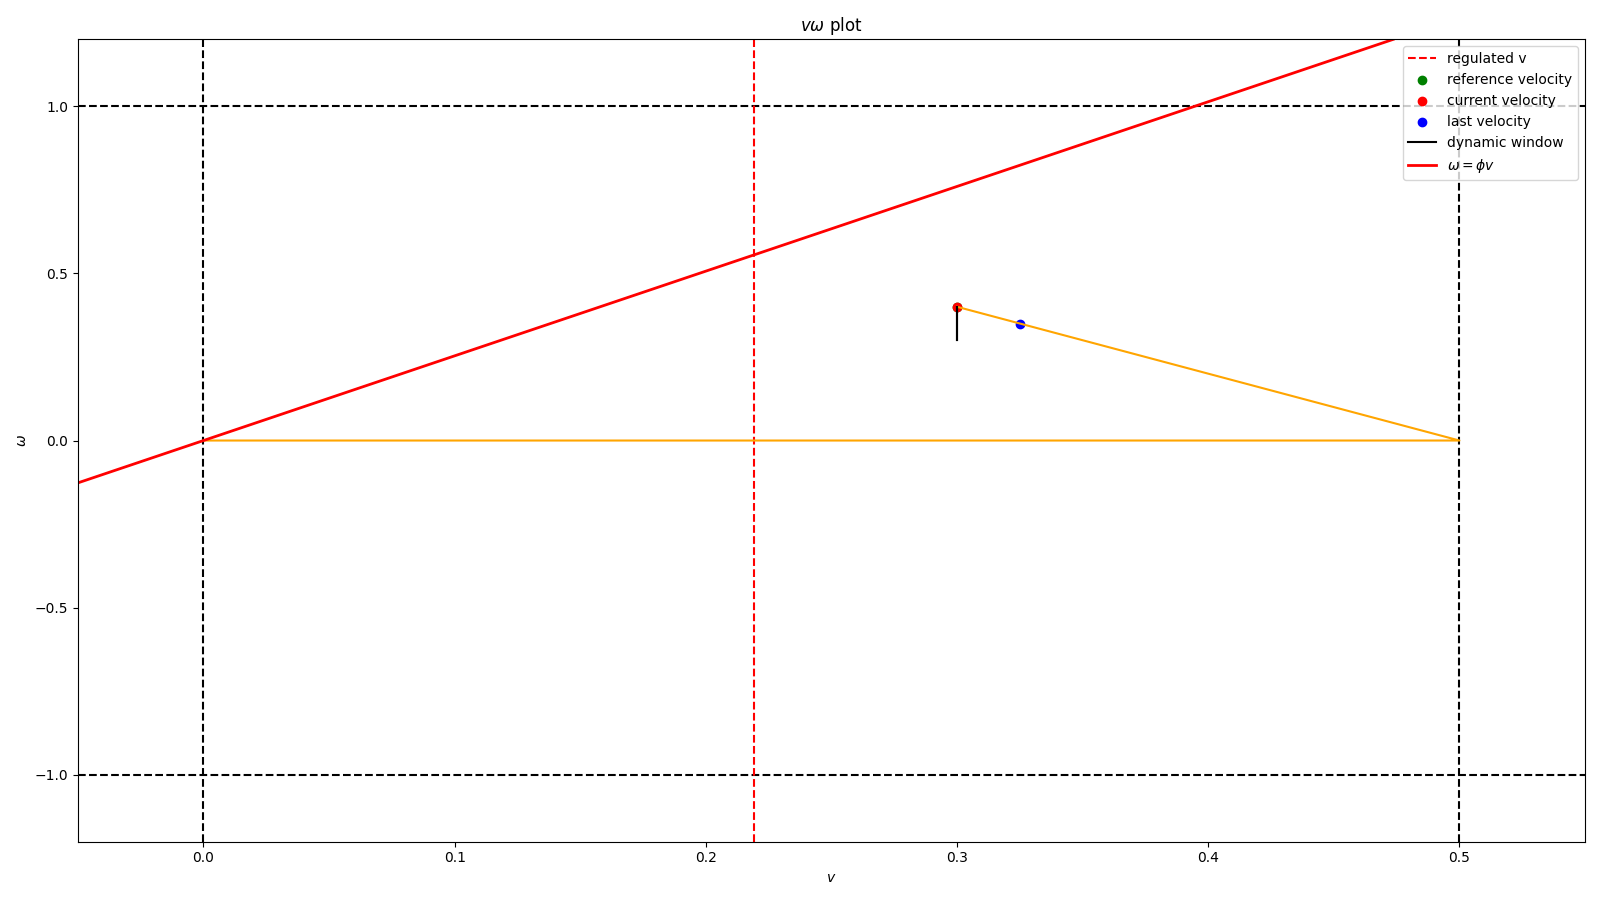 vω plot
regulated v
reference velocity
current velocity
last velocity
dynamic window
ω = ϕv
1.0
0.5
0.0
−0.5
−1.0
ω
0.0 0.1 0.2 0.3 0.4 0.5
v